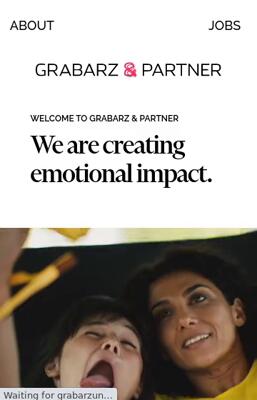 ABOUT JOBS
GRABARZ & PARTNER
WELCOME TO GRABARZ & PARTNER
We are creating
emotional impact.
Waiting for grabarzun...